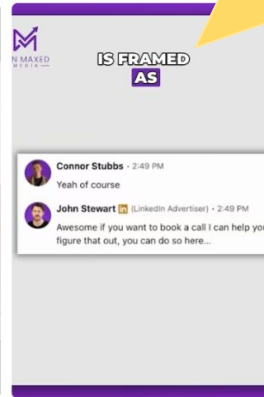 N MAXED
MEDIA
IS FRAMED
AS
Connor Stubbs · 2:49 PM
Yeah of course
John Stewart in (LinkedIn Advertiser) · 2:49 PM
Awesome if you want to book a call I can help you
figure that out, you can do so here...